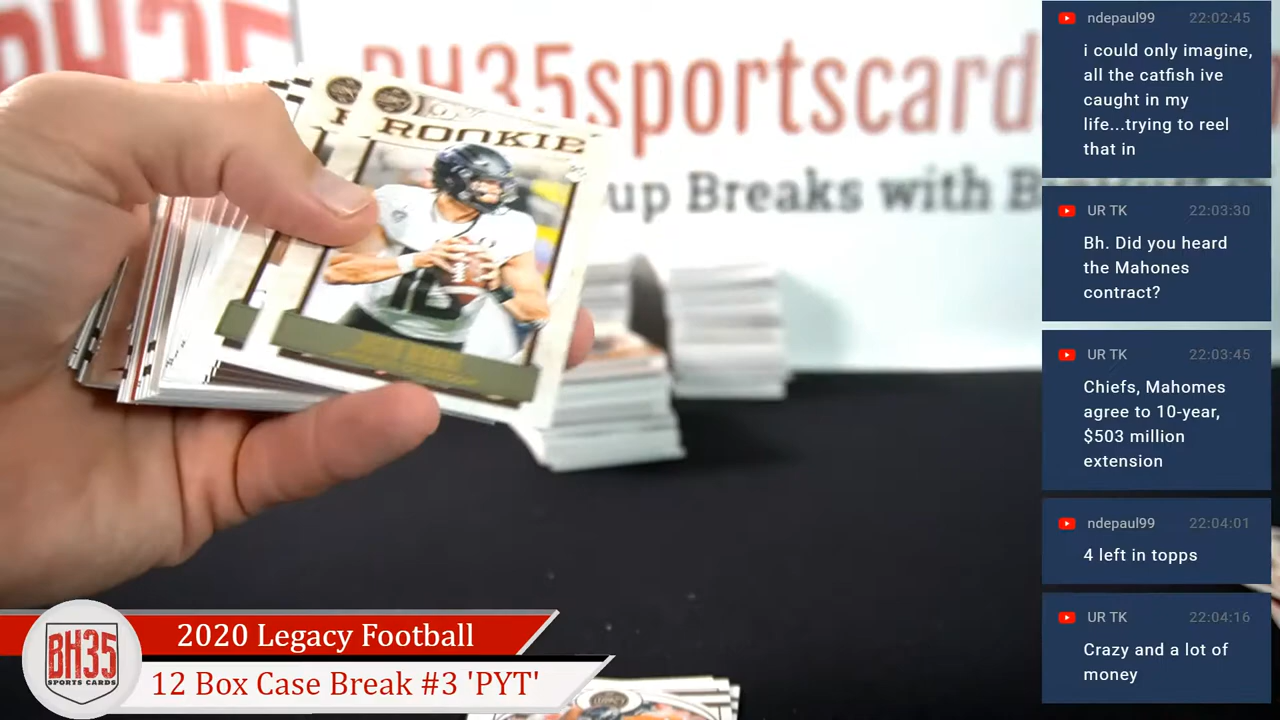 BH35
BH35sportscard
up Breaks with B
ROOKIE
R
10
2020 Legacy Football
12 Box Case Break #3 'PYT'
BH35
SPORTS CARDS
LEGACY
ndepaul99 22:02:45
i could only imagine,
all the catfish ive
caught in my
life...trying to reel
that in
UR TK 22:03:30
Bh. Did you heard
the Mahones
contract?
UR TK 22:03:45
Chiefs, Mahomes
agree to 10-year,
$503 million
extension
ndepaul99 22:04:01
4 left in topps
UR TK 22:04:16
Crazy and a lot of
money